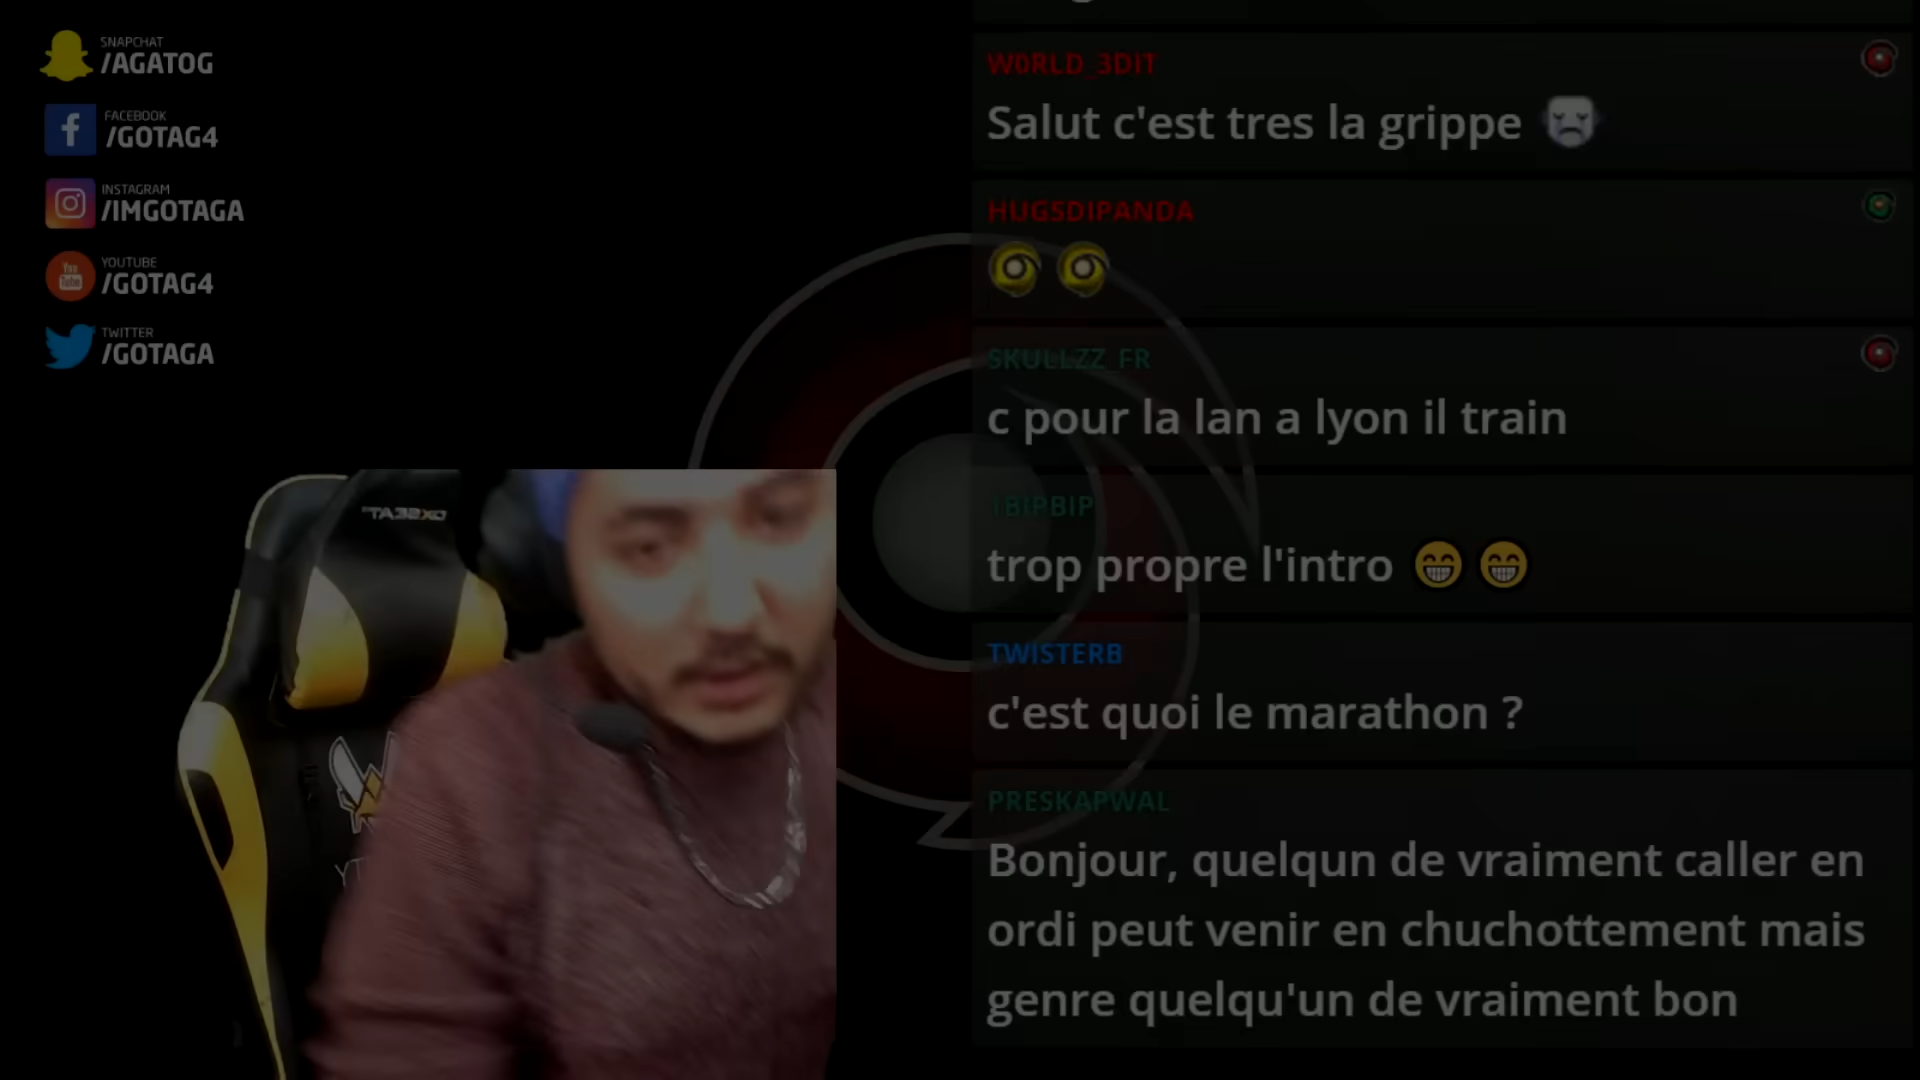 SNAPCHAT
/AGATOG
FACEBOOK
/GOTAG4
INSTAGRAM
/IMGOTAGA
YOUTUBE
/GOTAG4
TWITTER
/GOTAGA
W0RLD_3DIT
Salut c'est tres la grippe
HUGSDIPANDA
SKULLZZ_FR
c pour la lan a lyon il train
1BIPBIP
trop propre l'intro
TWISTERB
c'est quoi le marathon ?
PRESKAPWAL
Bonjour, quelqun de vraiment caller en
ordi peut venir en chuchottement mais
genre quelqu'un de vraiment bon